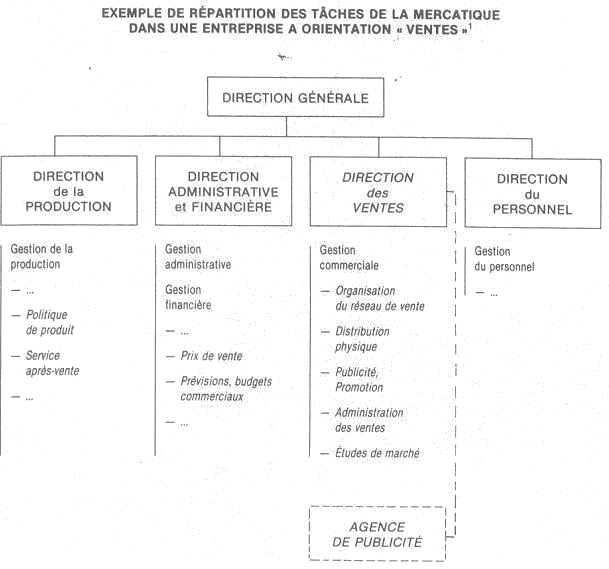 EXEMPLE DE RÉPARTITION DES TÂCHES DE LA MERCATIQUE
DANS UNE ENTREPRISE A ORIENTATION « VENTES »1
DIRECTION GÉNÉRALE
DIRECTION
de la
PRODUCTION
DIRECTION
ADMINISTRATIVE
et FINANCIÈRE
DIRECTION
des
VENTES
DIRECTION
du
PERSONNEL
Gestion de la
production
— ...
— Politique
de produit
— Service
après-vente
— ...
Gestion
administrative
Gestion
financière
— ...
— Prix de vente
— Prévisions, budgets
commerciaux
— ...
Gestion
commerciale
— Organisation
du réseau de vente
— Distribution
physique
— Publicité,
Promotion
— Administration
des ventes
— Études de marché
Gestion
du personnel
— ...
AGENCE
DE PUBLICITÉ